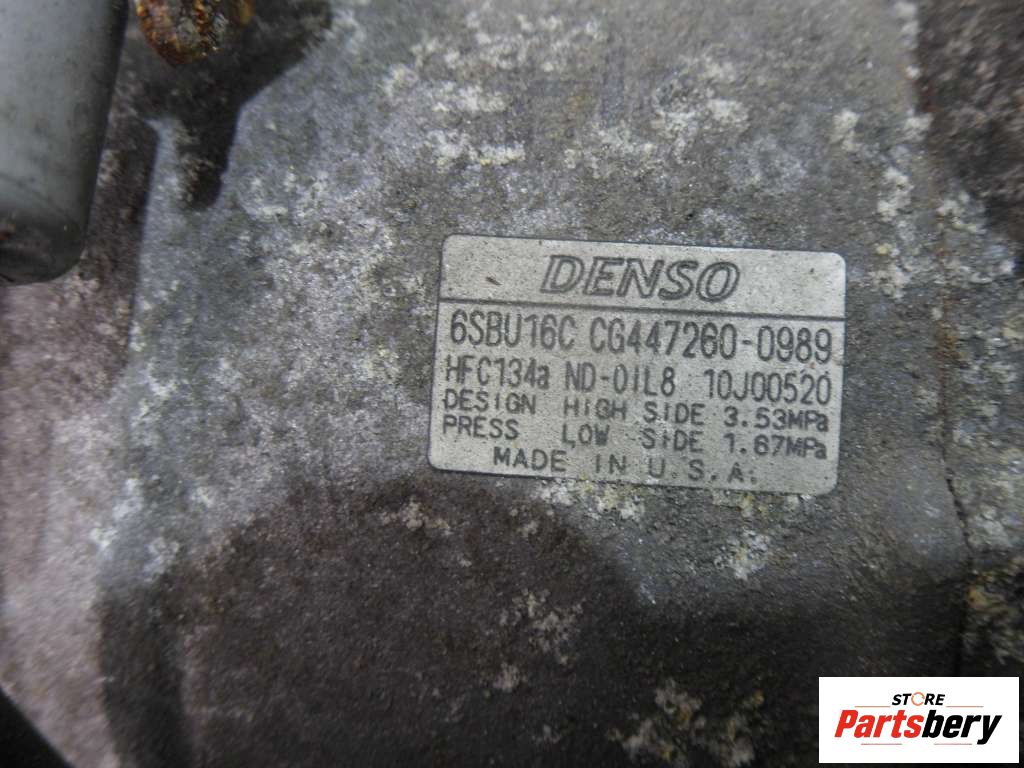 DENSO
6SBU16C CG447260-0989
HFC134a ND-OIL8 10J00520
DESIGN HIGH SIDE 3.53MPa
PRESS LOW SIDE 1.67MPa
MADE IN U.S.A.
STORE
Partsbery